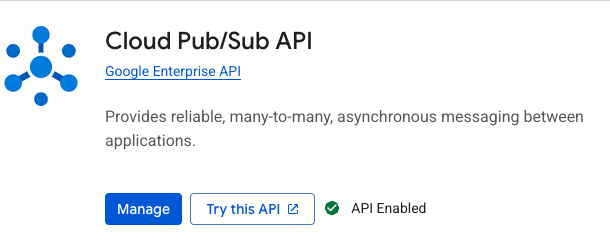 Cloud Pub/Sub API
Google Enterprise API
Provides reliable, many-to-many, asynchronous messaging between
applications.
Manage Try this API API Enabled